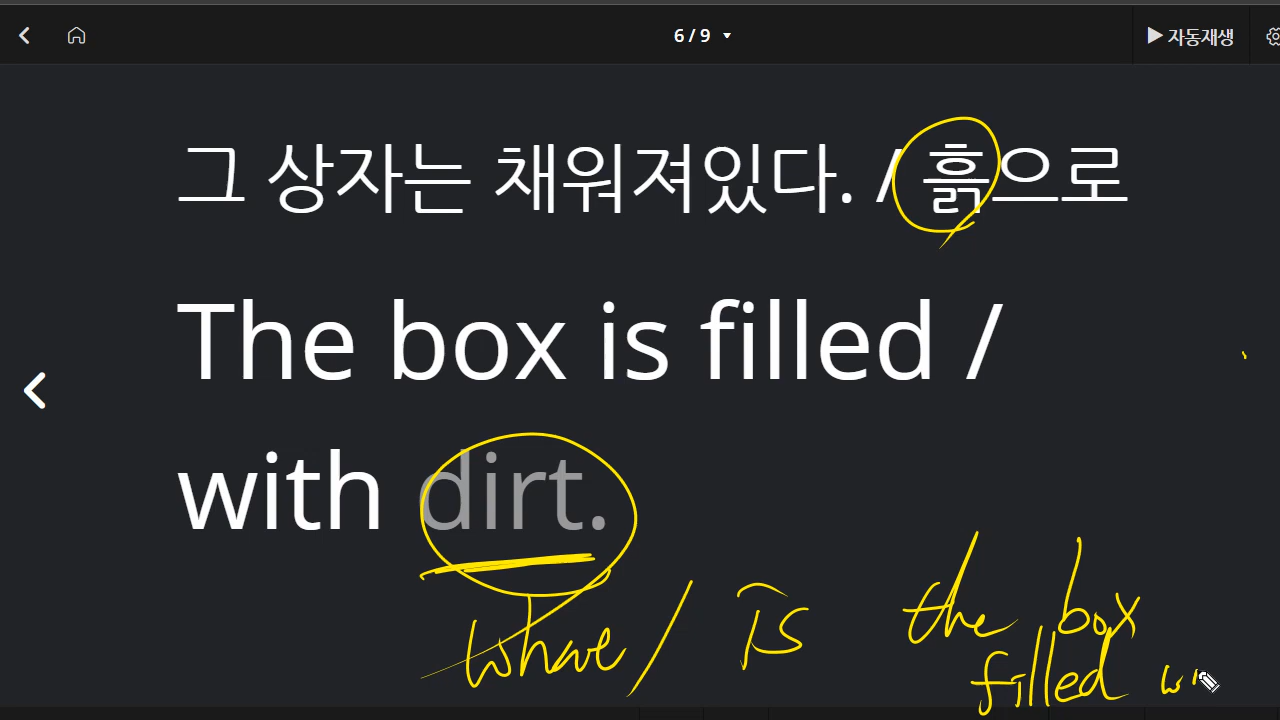 6 / 9
자동재생
그 상자는 채워져있다. / 흙으로
The box is filled /
with dirt.
/ is the box
filled wi